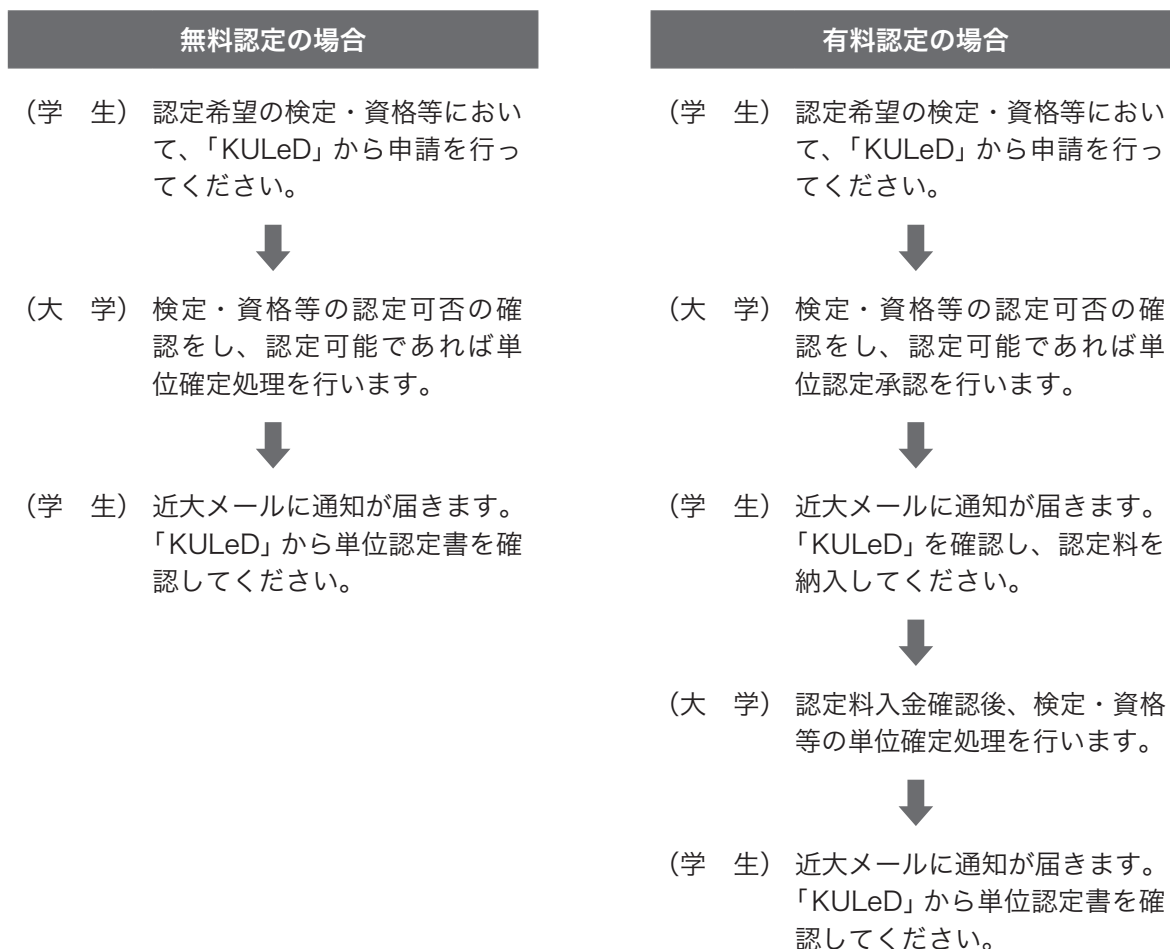 無料認定の場合
(学　生) 認定希望の検定・資格等におい
て、「KULeD」から申請を行っ
てください。
(大　学) 検定・資格等の認定可否の確
認をし、認定可能であれば単
位確定処理を行います。
(学　生) 近大メールに通知が届きます。
「KULeD」から単位認定書を確
認してください。
有料認定の場合
(学　生) 認定希望の検定・資格等におい
て、「KULeD」から申請を行っ
てください。
(大　学) 検定・資格等の認定可否の確
認をし、認定可能であれば単
位認定承認を行います。
(学　生) 近大メールに通知が届きます。
「KULeD」を確認し、認定料を
納入してください。
(大　学) 認定料入金確認後、検定・資格
等の単位確定処理を行います。
(学　生) 近大メールに通知が届きます。
「KULeD」から単位認定書を確
認してください。